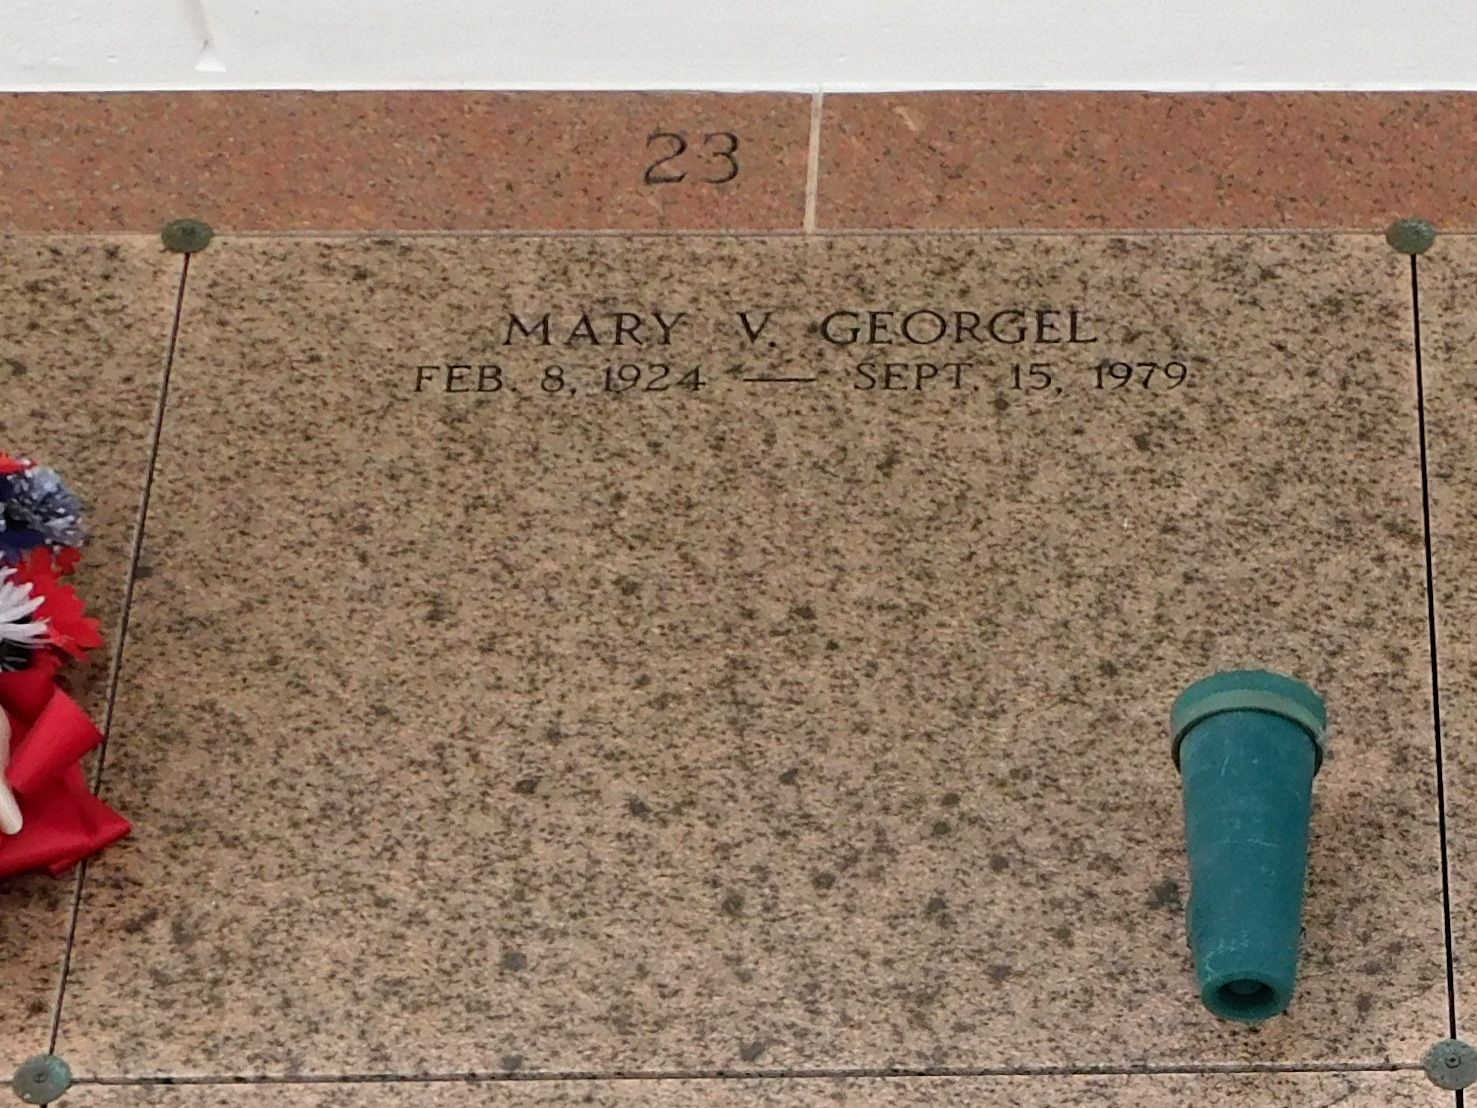 23
MARY V. GEORGEL
FEB. 8, 1924 — SEPT. 15, 1979